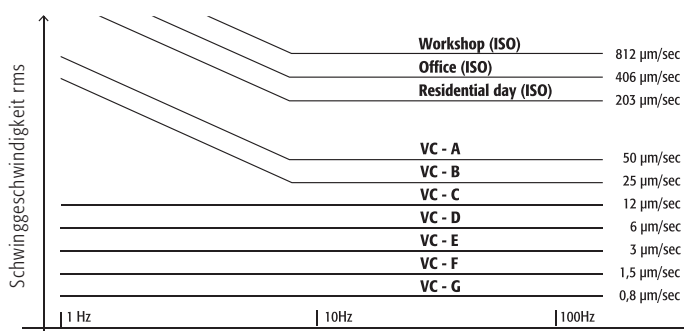 Schwinggeschwindigkeit rms
Workshop (ISO) 812 µm/sec
Office (ISO) 406 µm/sec
Residential day (ISO) 203 µm/sec
VC - A 50 µm/sec
VC - B 25 µm/sec
VC - C 12 µm/sec
VC - D 6 µm/sec
VC - E 3 µm/sec
VC - F 1,5 µm/sec
VC - G 0,8 µm/sec
1 Hz 10Hz 100Hz